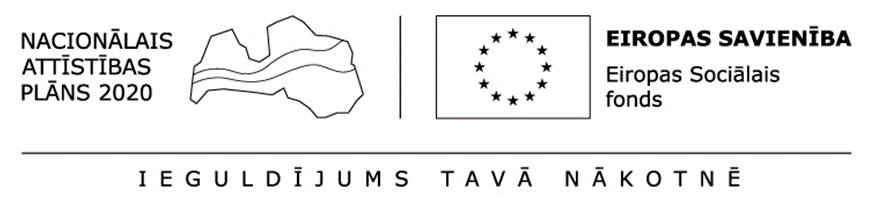 NACIONĀLAIS
ATTĪSTĪBAS
PLĀNS 2020
EIROPAS SAVIENĪBA
Eiropas Sociālais
fonds
IEGULDĪJUMS TAVĀ NĀKOTNĒ